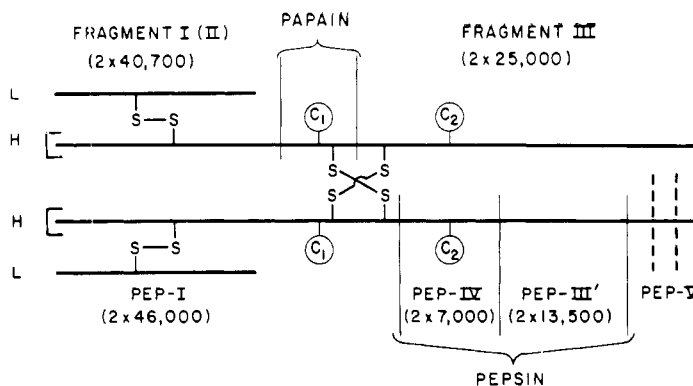 PAPAIN
FRAGMENT I (II)
(2 x 40,700)
FRAGMENT III
(2 x 25,000)
L
S S
C1 C2
H
S S
S S
H
S S
C1 C2
L
PEP-I
(2 x 46,000)
PEP-IV PEP-III' PEP-V
(2 x 7,000) (2 x 13,500)
PEPSIN